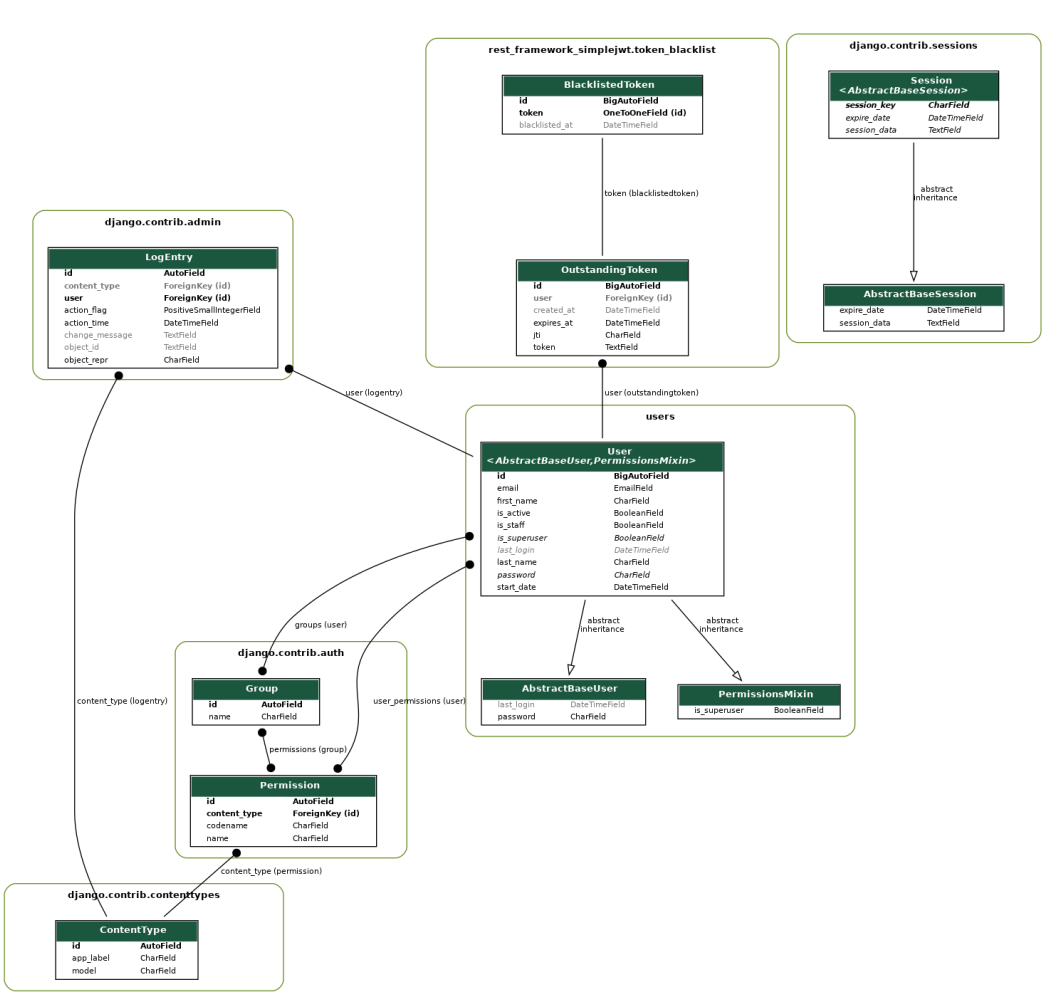 rest_framework_simplejwt.token_blacklist
BlacklistedToken
id BigAutoField
token OneToOneField (id)
blacklisted_at DateTimeField
token (blacklistedtoken)
OutstandingToken
id BigAutoField
user ForeignKey (id)
created_at DateTimeField
expires_at DateTimeField
jti CharField
token TextField
user (outstandingtoken)
django.contrib.sessions
Session
<AbstractBaseSession>
session_key CharField
expire_date DateTimeField
session_data TextField
abstract
inheritance
AbstractBaseSession
expire_date DateTimeField
session_data TextField
django.contrib.admin
LogEntry
id AutoField
content_type ForeignKey (id)
user ForeignKey (id)
action_flag PositiveSmallIntegerField
action_time DateTimeField
change_message TextField
object_id TextField
object_repr CharField
user (logentry)
users
User
<AbstractBaseUser,PermissionsMixin>
id BigAutoField
email EmailField
first_name CharField
is_active BooleanField
is_staff BooleanField
is_superuser BooleanField
last_login DateTimeField
last_name CharField
password CharField
start_date DateTimeField
abstract
inheritance
abstract
inheritance
AbstractBaseUser
last_login DateTimeField
password CharField
PermissionsMixin
is_superuser BooleanField
groups (user)
django.contrib.auth
Group
id AutoField
name CharField
content_type (logentry)
user_permissions (user)
permissions (group)
Permission
id AutoField
content_type ForeignKey (id)
codename CharField
name CharField
content_type (permission)
django.contrib.contenttypes
ContentType
id AutoField
app_label CharField
model CharField